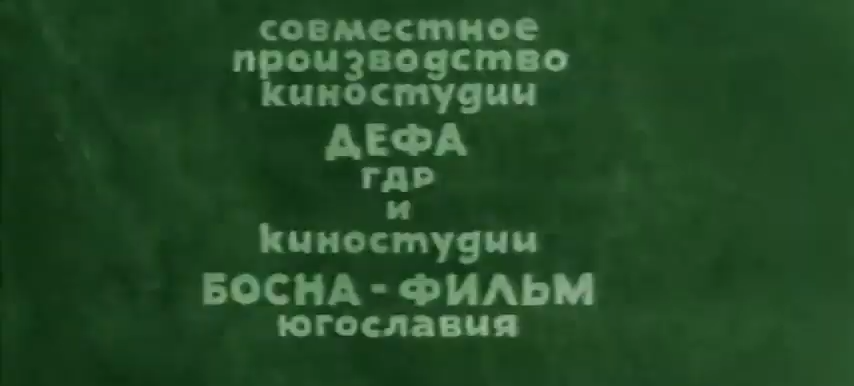 совместное
производство
киностудии
ДЕФА
ГДР
и
киностудии
БОСНА - ФИЛЬМ
югославия